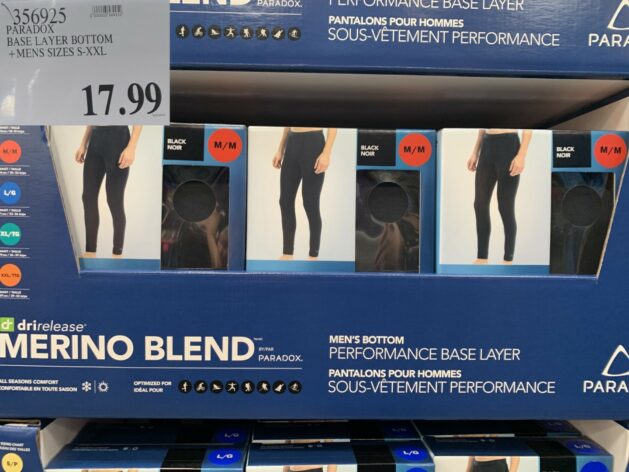 PERFORMANCE BASE LAYER
PANTALONS POUR HOMMES
SOUS-VÊTEMENT PERFORMANCE
PARA
356925
PARADOX
BASE LAYER BOTTOM
+MENS SIZES S-XXL
17.99
M/M
L/G
XL/TG
XXL/TTG
BLACK
NOIR
M/M
BLACK
NOIR
M/M
BLACK
NOIR
M/M
drirelease®
MERINO BLEND
BY/PAR
PARADOX.
ALL SEASONS COMFORT
CONFORTABLE EN TOUTE SAISON
OPTIMIZED FOR
IDÉAL POUR
MEN'S BOTTOM
PERFORMANCE BASE LAYER
PANTALONS POUR HOMMES
SOUS-VÊTEMENT PERFORMANCE
PARA
S/P
L/G
L/G
L/G